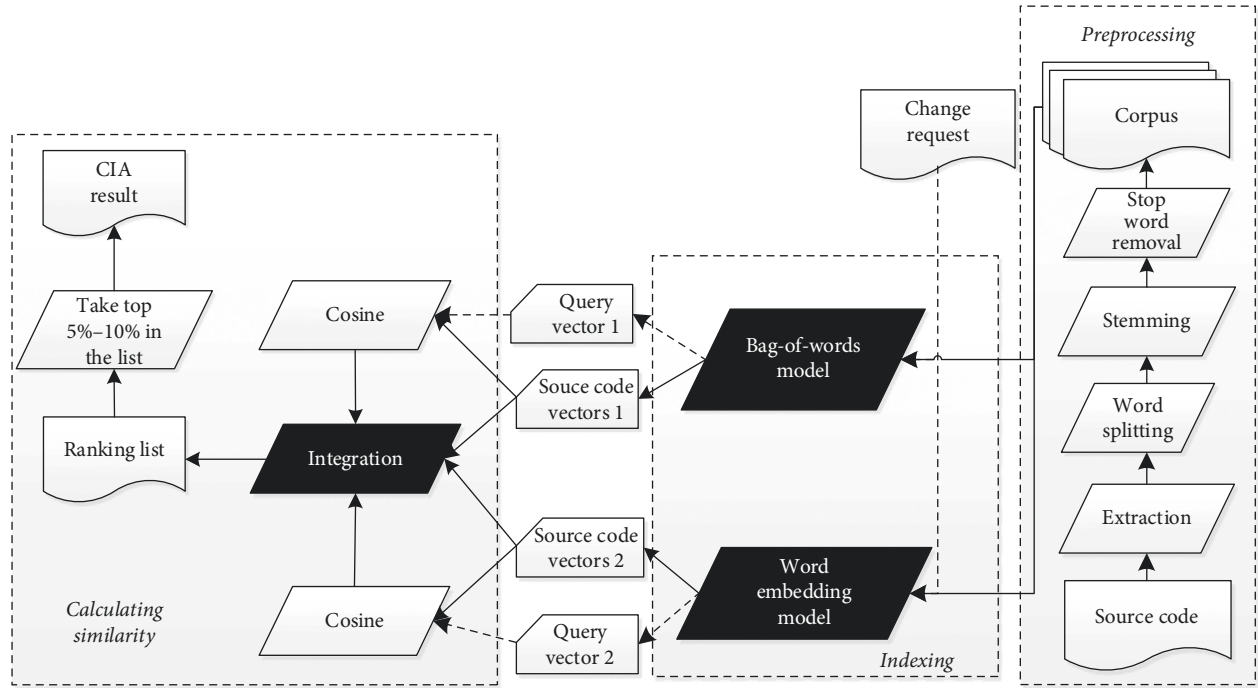 Preprocessing
Corpus
Stop
word
removal
Stemming
Word
splitting
Extraction
Source code
Change
request
Bag-of-words
model
Word
embedding
model
Indexing
Query
vector 1
Souce code
vectors 1
Source code
vectors 2
Query
vector 2
Cosine
Integration
Cosine
CIA
result
Take top
5%–10% in
the list
Ranking list
Calculating
similarity